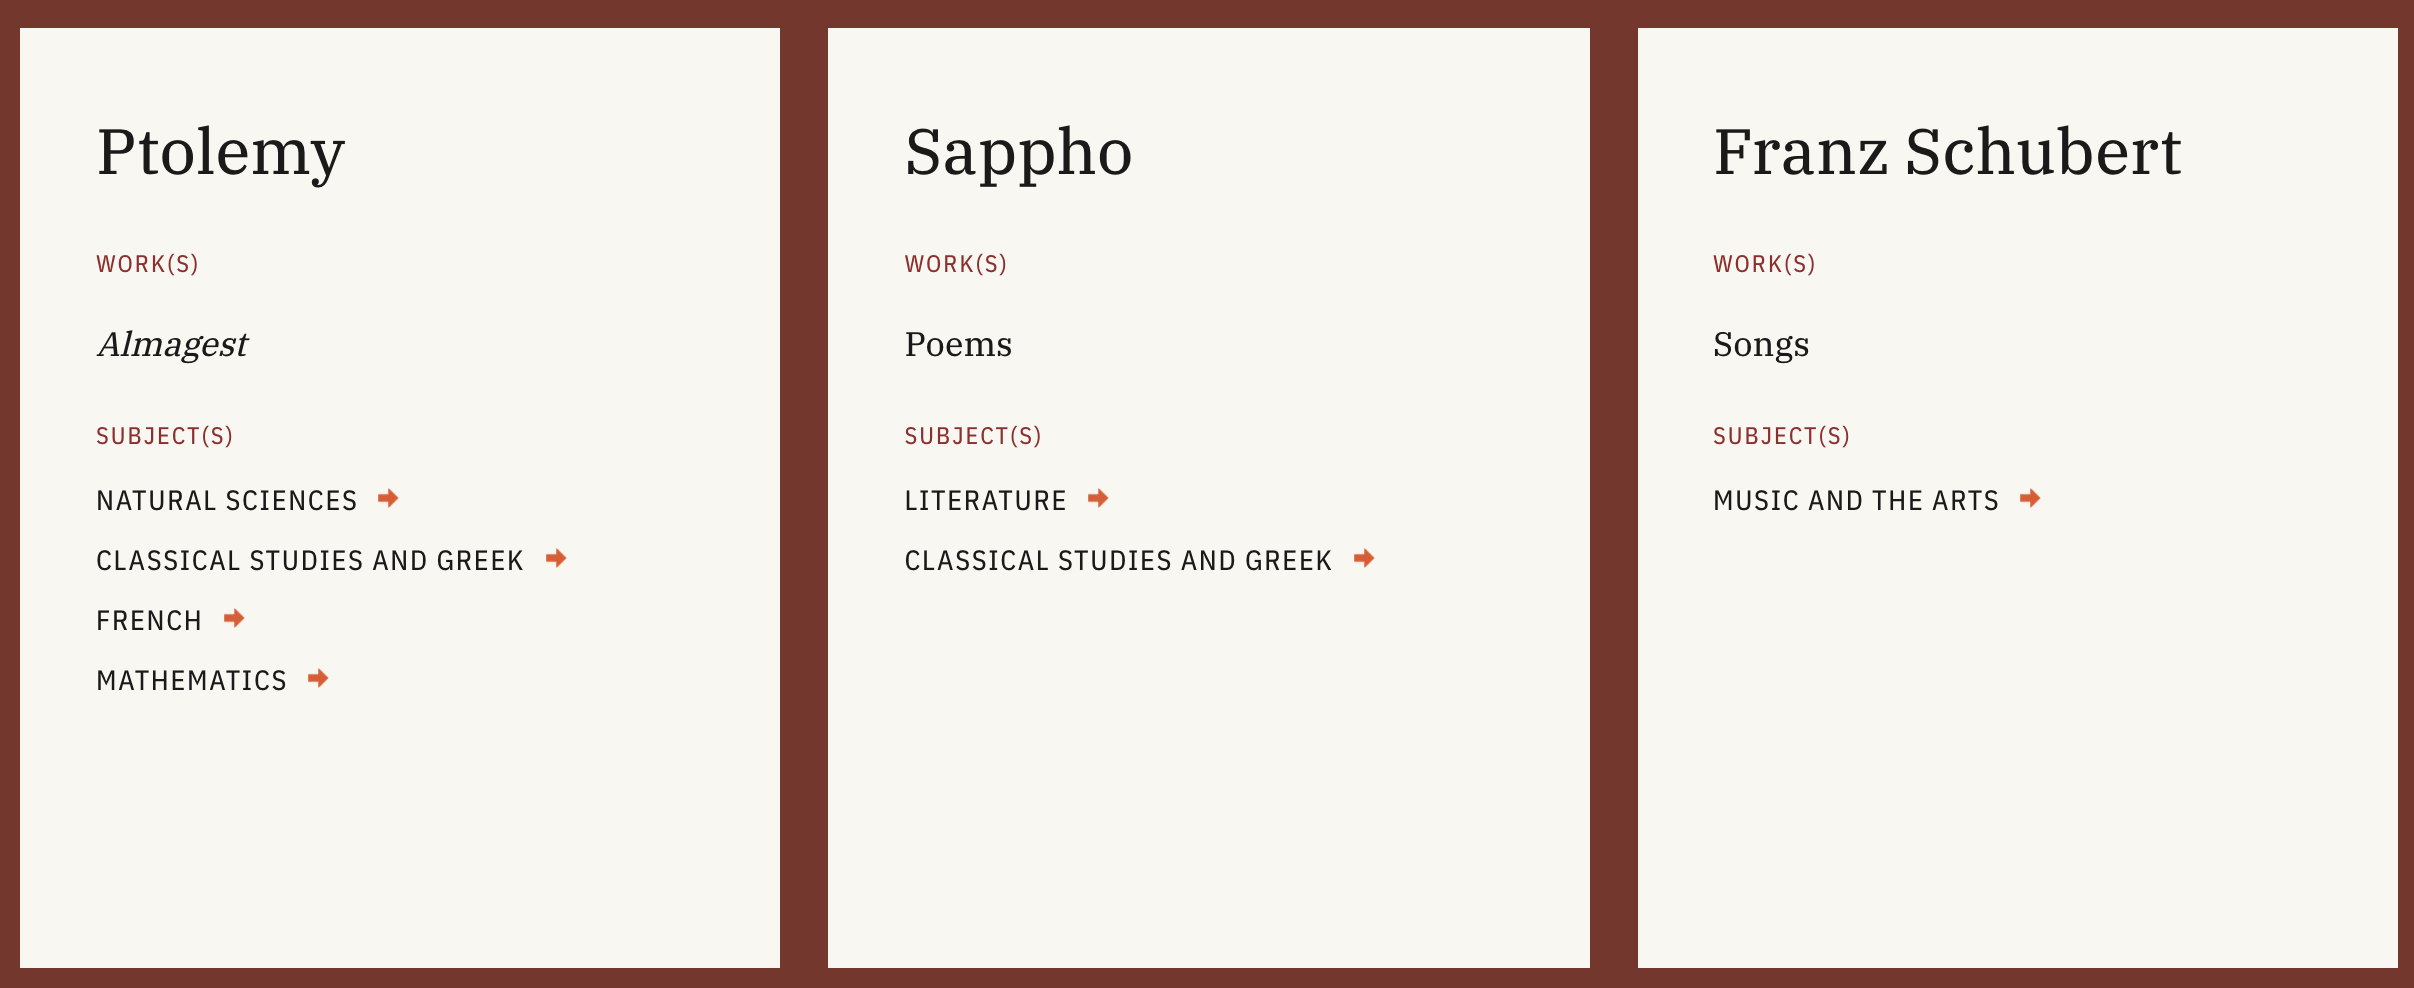 Ptolemy
WORK(S)
Almagest
SUBJECT(S)
NATURAL SCIENCES
CLASSICAL STUDIES AND GREEK
FRENCH
MATHEMATICS
Sappho
WORK(S)
Poems
SUBJECT(S)
LITERATURE
CLASSICAL STUDIES AND GREEK
Franz Schubert
WORK(S)
Songs
SUBJECT(S)
MUSIC AND THE ARTS